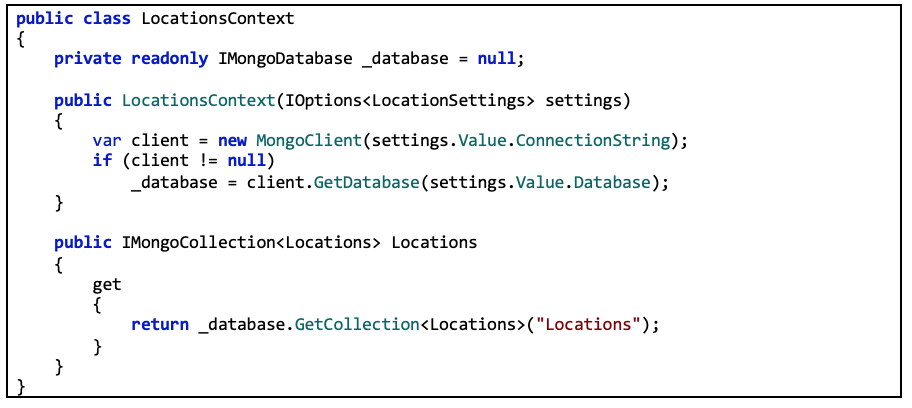 public class LocationsContext
{
    private readonly IMongoDatabase _database = null;
    public LocationsContext(IOptions<LocationSettings> settings)
    {
        var client = new MongoClient(settings.Value.ConnectionString);
        if (client != null)
            _database = client.GetDatabase(settings.Value.Database);
    }
    public IMongoCollection<Locations> Locations
    {
        get
        {
            return _database.GetCollection<Locations>("Locations");
        }
    }
}